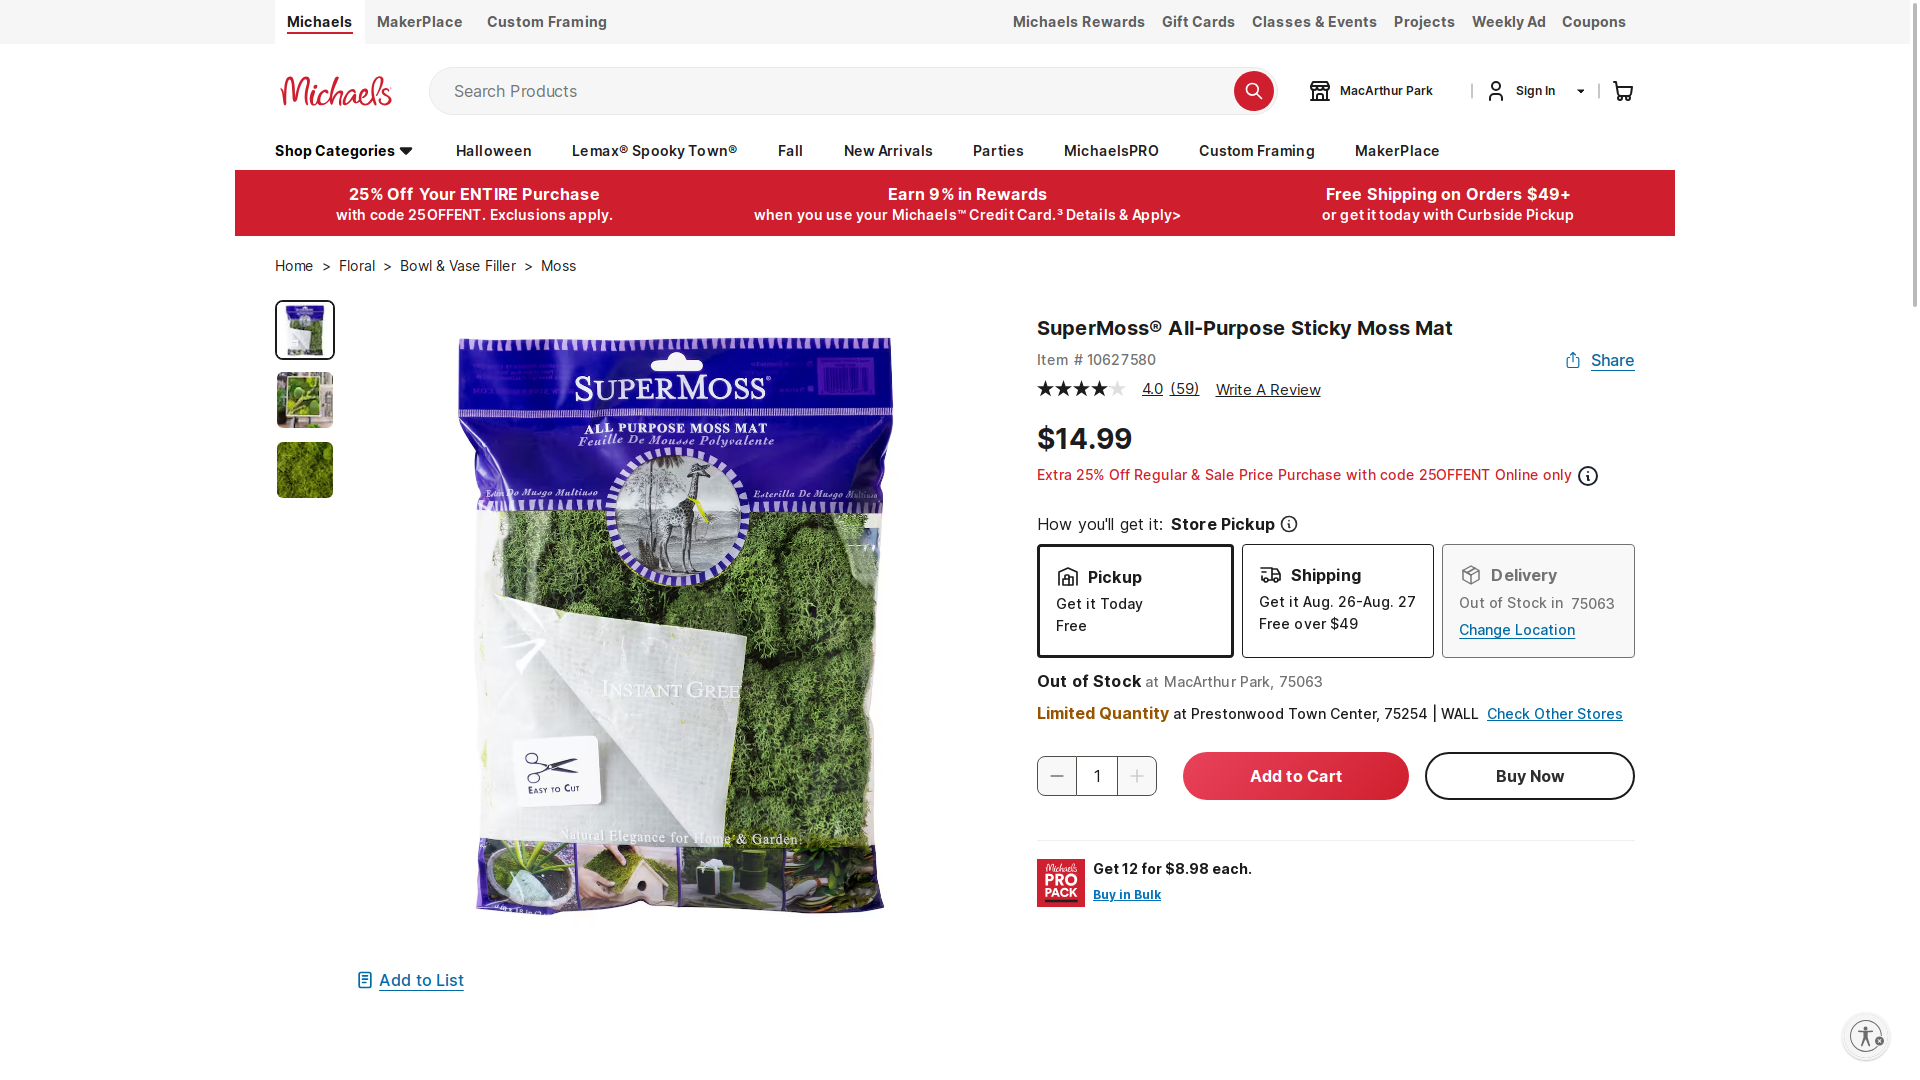 Michaels MakerPlace Custom Framing Michaels Rewards Gift Cards Classes & Events Projects Weekly Ad Coupons
Michaels Search Products MacArthur Park Sign In
Shop Categories Halloween Lemax® Spooky Town® Fall New Arrivals Parties MichaelsPRO Custom Framing MakerPlace
25% Off Your ENTIRE Purchase
with code 25OFFENT. Exclusions apply.
Earn 9% in Rewards
when you use your Michaels™ Credit Card.³ Details & Apply>
Free Shipping on Orders $49+
or get it today with Curbside Pickup
Home > Floral > Bowl & Vase Filler > Moss
SUPERMOSS®
ALL PURPOSE MOSS MAT
Feuille De Mousse Polyvalente
Estera De Musgo Multiuso
Esterilla De Musgo Multiuso
INSTANT GREE
EASY TO CUT
Natural Elegance for Home & Garden!
Add to List
SuperMoss® All-Purpose Sticky Moss Mat
Item # 10627580
Share
4.0 (59) Write A Review
$14.99
Extra 25% Off Regular & Sale Price Purchase with code 25OFFENT Online only
How you'll get it: Store Pickup
Pickup
Get it Today
Free
Shipping
Get it Aug. 26-Aug. 27
Free over $49
Delivery
Out of Stock in 75063
Change Location
Out of Stock at MacArthur Park, 75063
Limited Quantity at Prestonwood Town Center, 75254 | WALL Check Other Stores
1
Add to Cart
Buy Now
Michaels
PRO
PACK
Get 12 for $8.98 each.
Buy in Bulk